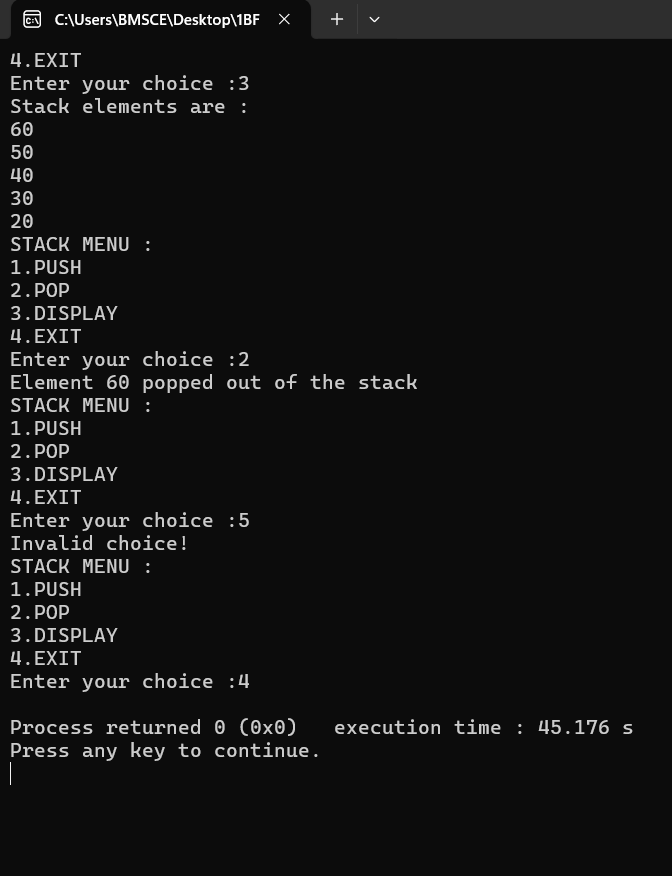 C:\Users\BMSCE\Desktop\1BF
4.EXIT
Enter your choice :3
Stack elements are :
60
50
40
30
20
STACK MENU :
1.PUSH
2.POP
3.DISPLAY
4.EXIT
Enter your choice :2
Element 60 popped out of the stack
STACK MENU :
1.PUSH
2.POP
3.DISPLAY
4.EXIT
Enter your choice :5
Invalid choice!
STACK MENU :
1.PUSH
2.POP
3.DISPLAY
4.EXIT
Enter your choice :4
Process returned 0 (0x0)   execution time : 45.176 s
Press any key to continue.